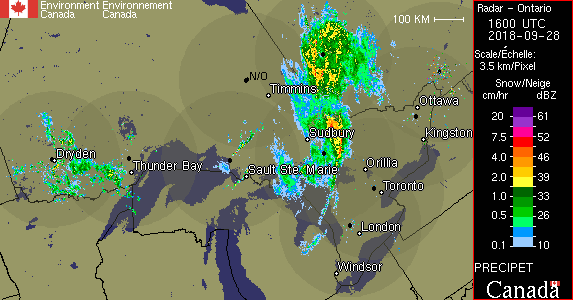 Environment Environnement
Canada Canada
100 KM
N/O
Timmins
Ottawa
Sudbury
Kingston
Dryden
Thunder Bay
Sault Ste. Marie
Orillia
Toronto
London
Windsor
Radar - Ontario
1600 UTC
2018-09-28
Scale/Échelle:
3.5 km/Pixel
Snow/Neige
cm/hr dBZ
20 61
7.5 52
4.0 46
2.0 39
1.0 33
0.5 26
0.1 10
PRECIPET
Canada